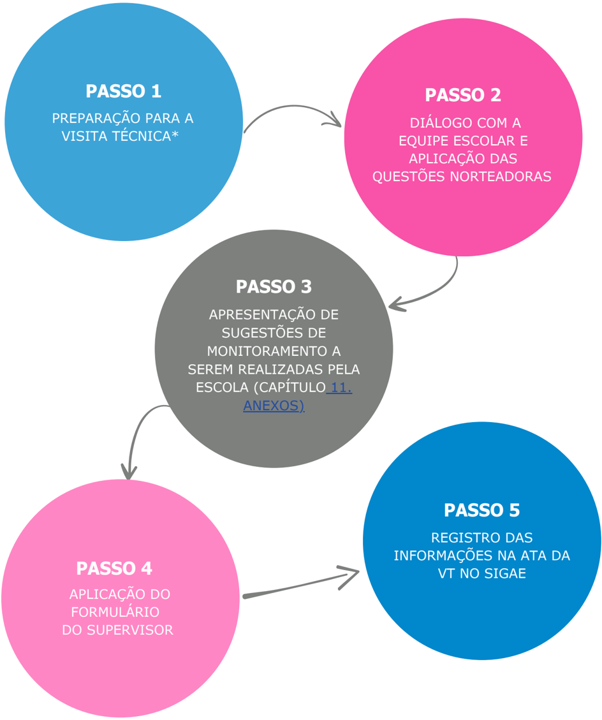 PASSO 1
PREPARAÇÃO PARA A
VISITA TÉCNICA*
PASSO 2
DIÁLOGO COM A
EQUIPE ESCOLAR E
APLICAÇÃO DAS
QUESTÕES NORTEADORAS
PASSO 3
APRESENTAÇÃO DE
SUGESTÕES DE
MONITORAMENTO A
SEREM REALIZADAS PELA
ESCOLA (CAPÍTULO 11.
ANEXOS)
PASSO 4
APLICAÇÃO DO
FORMULÁRIO
DO SUPERVISOR
PASSO 5
REGISTRO DAS
INFORMAÇÕES NA ATA DA
VT NO SIGAE